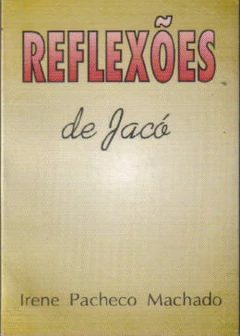 REFLEXÕES
de Jacó
Irene Pacheco Machado